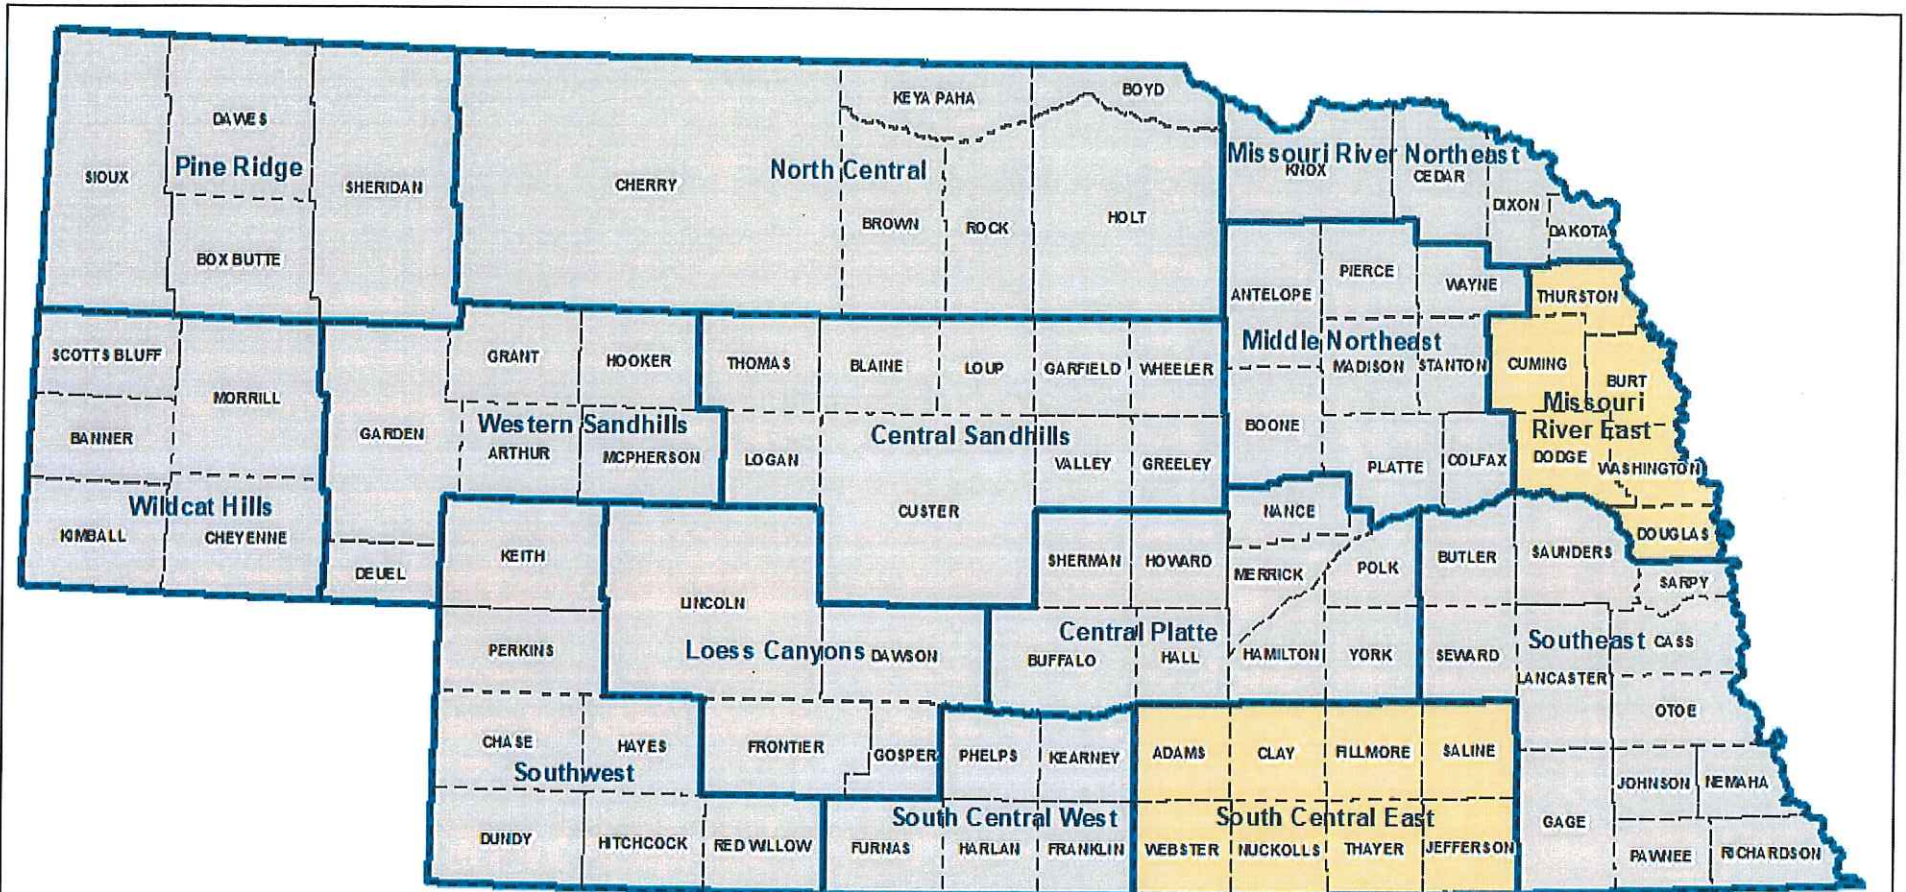 KEYA PAHA
BOYD
DAWES
Pine Ridge
SIOUX
SHERIDAN
BOX BUTTE
CHERRY
North Central
BROWN
ROCK
HOLT
Missouri River Northeast
KNOX
CEDAR
DIXON
DAKOTA
PIERCE
WAYNE
ANTELOPE
THURSTON
Middle Northeast
MADISON
STANTON
CUMING
BURT
Missouri
River East
DODGE
WASHINGTON
DOUGLAS
BOONE
PLATTE
COLFAX
SCOTTS BLUFF
MORRILL
BANNER
Wildcat Hills
KIMBALL
CHEYENNE
GRANT
HOOKER
GARDEN
Western Sandhills
ARTHUR
MCPHERSON
DEUEL
THOMAS
BLAINE
LOUP
GARFIELD
WHEELER
Central Sandhills
LOGAN
VALLEY
GREELEY
CUSTER
KEITH
LINCOLN
PERKINS
Loess Canyons
DAWSON
SHERMAN
HOWARD
NANCE
MERRICK
POLK
Central Platte
BUFFALO
HALL
HAMILTON
YORK
BUTLER
SAUNDERS
SARPY
SEWARD
Southeast
CASS
LANCASTER
OTOE
CHASE
HAYES
Southwest
FRONTIER
GOSPER
DUNDY
HITCHCOCK
RED WILLOW
PHELPS
KEARNEY
South Central West
FURNAS
HARLAN
FRANKLIN
ADAMS
CLAY
FILLMORE
SALINE
South Central East
WEBSTER
NUCKOLLS
THAYER
JEFFERSON
GAGE
JOHNSON
NEMAHA
PAWNEE
RICHARDSON